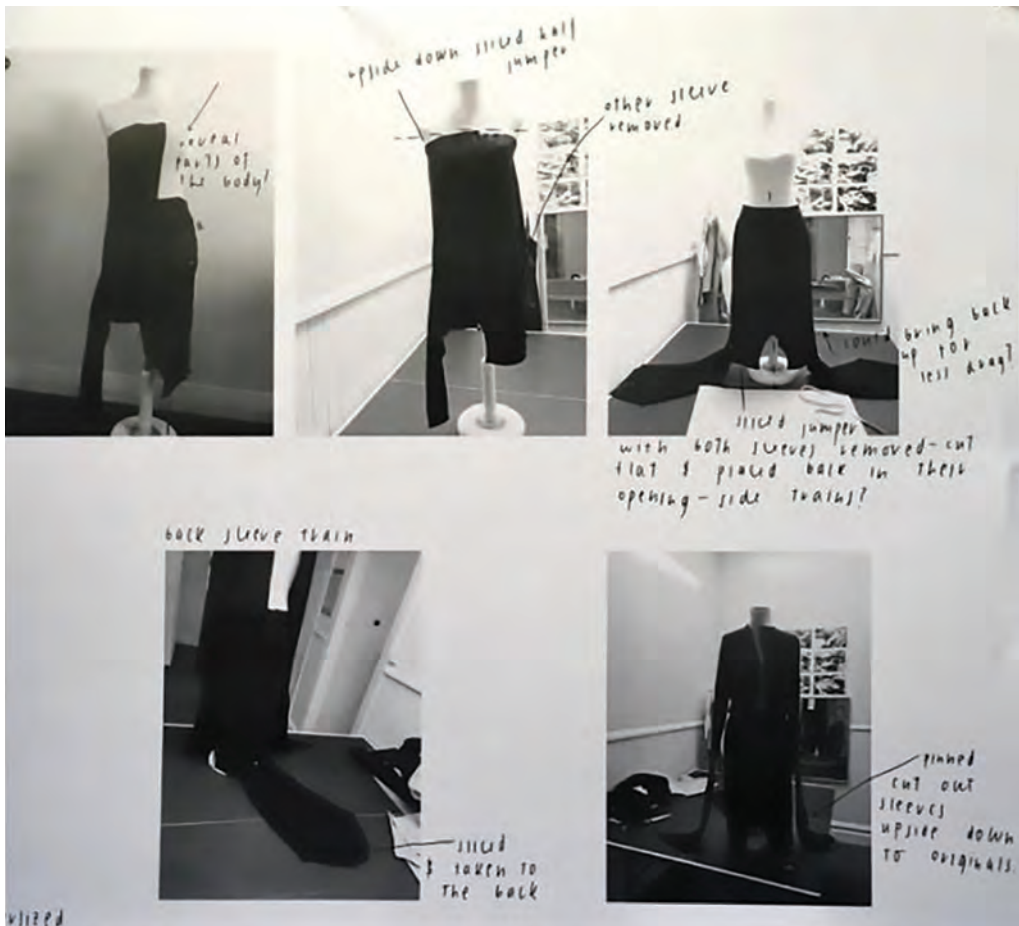 reveal
parts of
the body?
upside down sliced half
jumper
other sleeve
removed
could bring back
up for
less drag?
sliced jumper
with both sleeves removed-cut
flat & placed back in their
opening-side trains?
back sleeve train
sliced
& taken to
the back
pinned
cut out
sleeves
upside down
to originals.